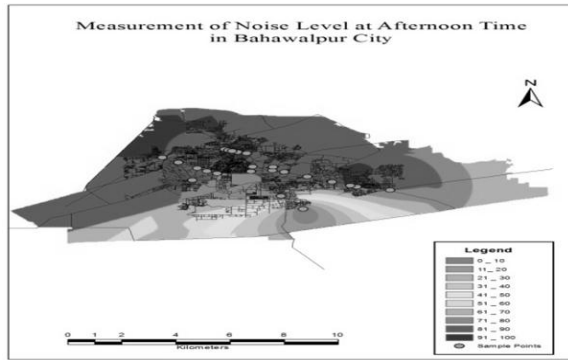 Measurement of Noise Level at Afternoon Time
in Bahawalpur City
N
Legend
0 _ 10
11 _ 20
21 _ 30
31 _ 40
41 _ 50
51 _ 60
61 _ 70
71 _ 80
81 _ 90
91 _ 100
Sample Points
0 2 4 6 8 10
Kilometers